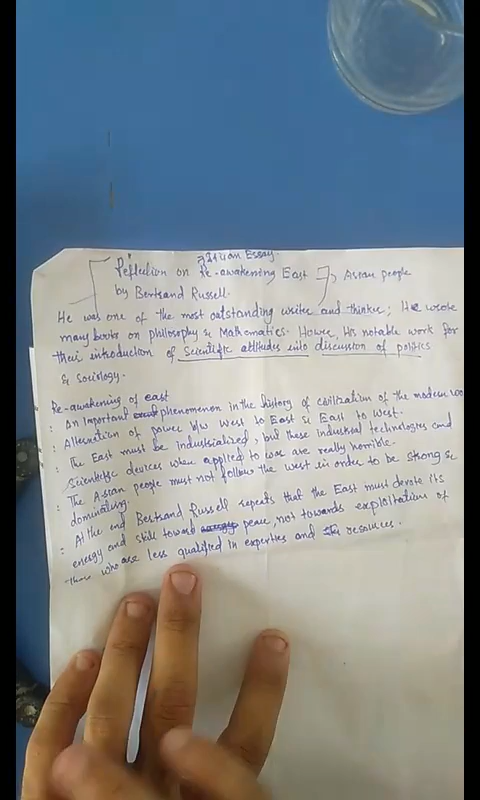 Essay
Reflection on Re-awakening East } Asian people
by Bertrand Russell.
He was one of the most outstanding writer and thinker; He wrote
many books on philosophy & Mathematics. Howe, His notable work for
their introduction of Scientific attitudes into discussion of politics
& Sociology.
Re-awakening of east
: An important phenomenon in the history of civilization of the modern
: Alternation of power b/w West to East & East to West.
: The East must be industrialized, but these industrial technologies and
Scientific devices when applied to war are really horrible.
: The Asian people must not follow the west in order to be strong &
dominating.
: At the end Bertrand Russell repeats that the East must devote its
energy and skill toward peace, not towards exploitation of
those who are less qualified in experties and resources.